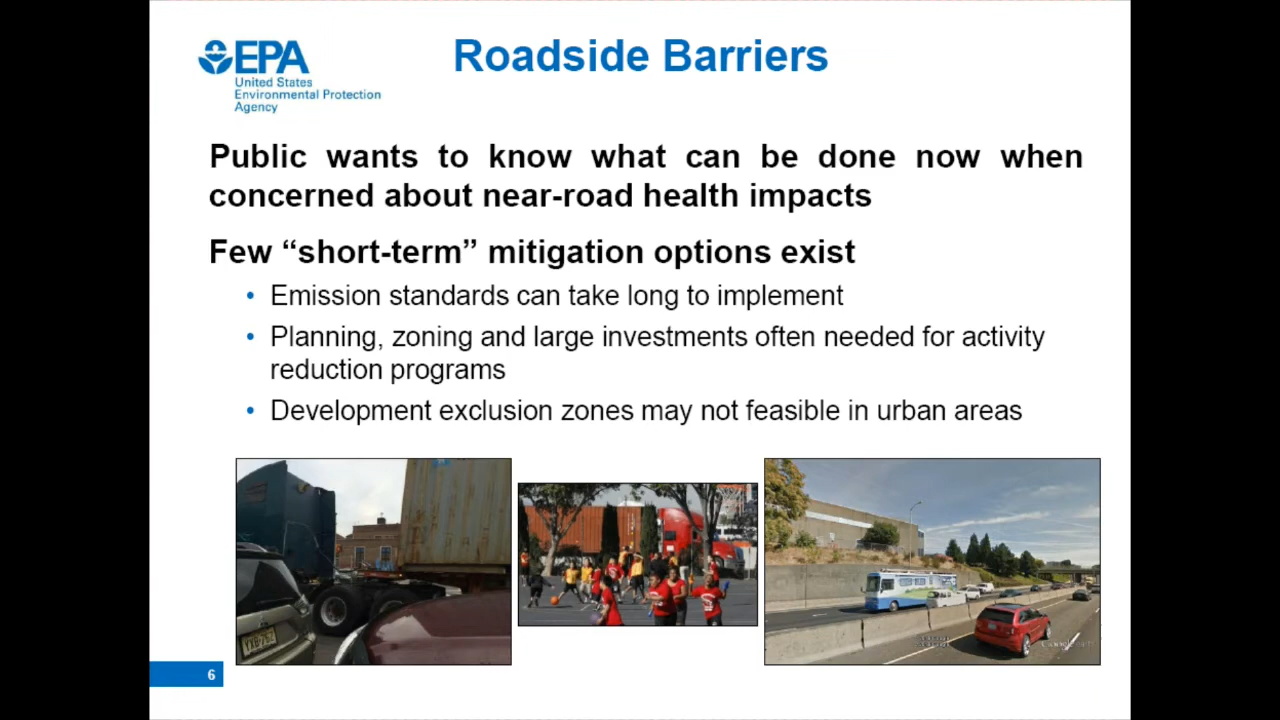 EPA
United States
Environmental Protection
Agency
Roadside Barriers
Public wants to know what can be done now when
concerned about near-road health impacts
Few “short-term” mitigation options exist
• Emission standards can take long to implement
• Planning, zoning and large investments often needed for activity
reduction programs
• Development exclusion zones may not feasible in urban areas
6